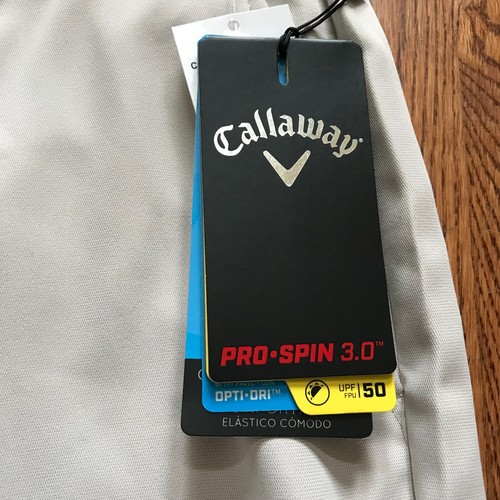 Callaway
PRO•SPIN 3.0™
OPTI•DRI™
UPF
FPU
50
ELÁSTICO CÓMODO